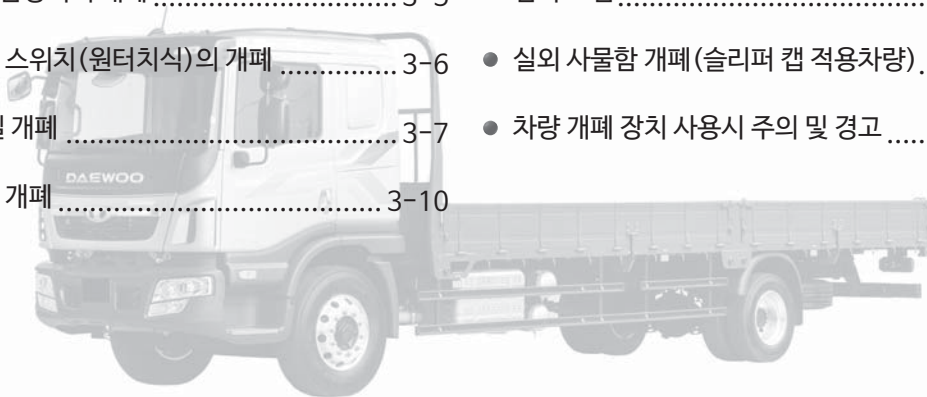 3-5
스위치(원터치식)의 개폐 3-6
개폐 3-7
개폐 3-10
● 실외 사물함 개폐(슬리퍼 캡 적용차량)
● 차량 개폐 장치 사용시 주의 및 경고
DAEWOO